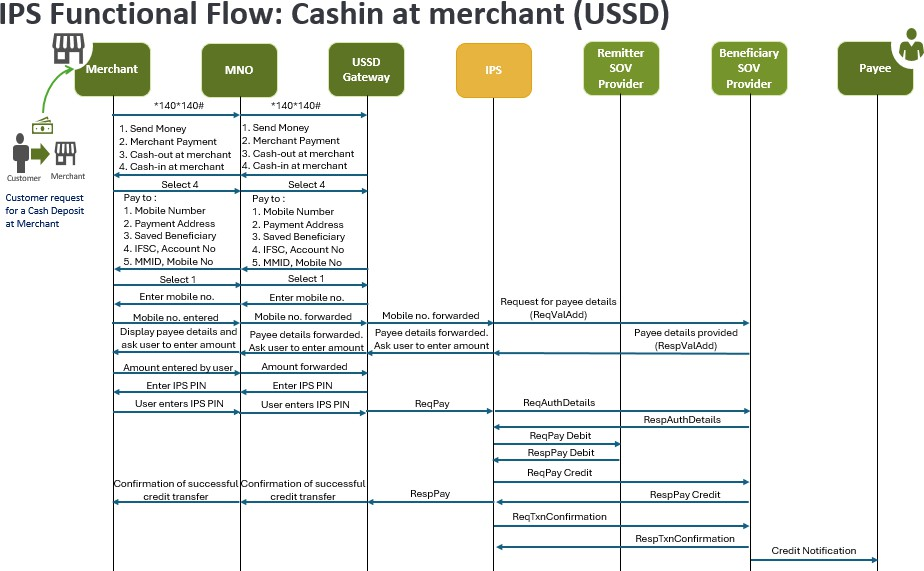 IPS Functional Flow: Cashin at merchant (USSD)
Merchant
MNO
USSD
Gateway
IPS
Remitter
SOV
Provider
Beneficiary
SOV
Provider
Payee
Customer
Merchant
Customer request
for a Cash Deposit
at Merchant
*140*140#
*140*140#
1. Send Money
2. Merchant Payment
3. Cash-out at merchant
4. Cash-in at merchant
1. Send Money
2. Merchant Payment
3. Cash-out at merchant
4. Cash-in at merchant
Select 4
Select 4
Pay to :
1. Mobile Number
2. Payment Address
3. Saved Beneficiary
4. IFSC, Account No
5. MMID, Mobile No
Pay to :
1. Mobile Number
2. Payment Address
3. Saved Beneficiary
4. IFSC, Account No
5. MMID, Mobile No
Select 1
Select 1
Enter mobile no.
Enter mobile no.
Mobile no. entered
Mobile no. forwarded
Mobile no. forwarded
Request for payee details
(ReqValAdd)
Display payee details and
ask user to enter amount
Payee details forwarded.
Ask user to enter amount
Payee details forwarded.
Ask user to enter amount
Payee details provided
(RespValAdd)
Amount entered by user
Amount forwarded
Enter IPS PIN
Enter IPS PIN
User enters IPS PIN
User enters IPS PIN
ReqPay
ReqAuthDetails
RespAuthDetails
ReqPay Debit
RespPay Debit
ReqPay Credit
Confirmation of successful
credit transfer
Confirmation of successful
credit transfer
RespPay
RespPay Credit
ReqTxnConfirmation
RespTxnConfirmation
Credit Notification